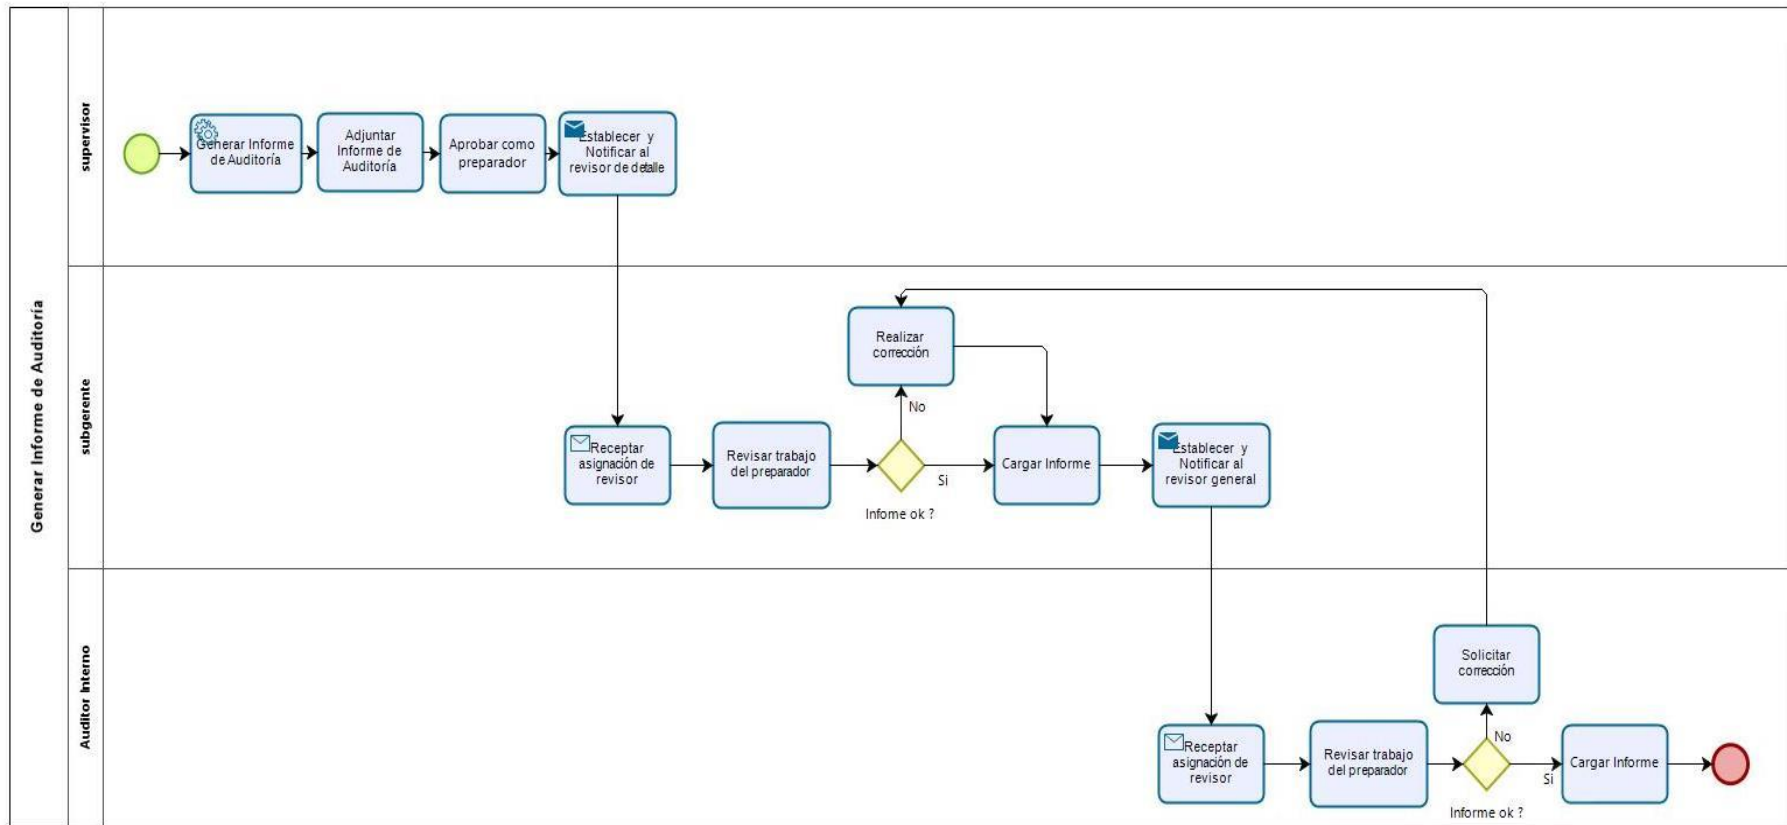 Generar Informe de Auditoría
supervisor
Generar Informe
de Auditoría
Adjuntar
Informe de
Auditoría
Aprobar como
preparador
Establecer y
Notificar al
revisor de detalle
subgerente
Realizar
corrección
No
Receptar
asignación de
revisor
Revisar trabajo
del preparador
Si
Infome ok ?
Cargar Informe
Establecer y
Notificar al
revisor general
Auditor Interno
Solicitar
corrección
No
Receptar
asignación de
revisor
Revisar trabajo
del preparador
Si
Informe ok ?
Cargar Informe